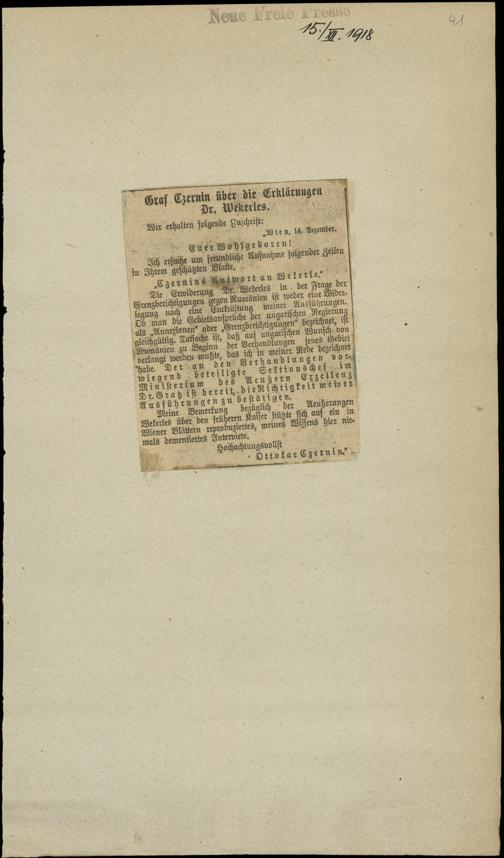 Neue Freie Presse
15./XII. 1918
41
Graf Czernin über die Erklärungen
Dr. Wekerles.
Wir erhalten folgende Zuschrift:
„Wien, 14. Dezember.
Euer Wohlgeboren!
Ich ersuche um freundliche Aufnahme folgender Zeilen
in Ihrem geschätzten Blatte.
„Czernins Antwort an Wekerle."
Die Erwiderung Dr. Wekerles in der Frage der
Grenzberichtigungen gegen Rumänien ist weder eine Wider-
legung noch eine Entkräftung meiner Ausführungen.
Ob man die Gebietsansprüche der ungarischen Regierung
als „Annexionen" oder „Grenzberichtigungen" bezeichnet, ist
gleichgültig. Tatsache ist, daß auf ungarischen Wunsch von
Rumänien zu Beginn der Verhandlungen jenes Gebiet
verlangt werden mußte, das ich in meiner Rede bezeichnet
habe. Der an den Verhandlungen vor-
wiegend beteiligte Sektionschef im
Ministerium des Aeußern Exzellenz
Dr. Gratz ist bereit, die Richtigkeit meiner
Ausführungen zu bestätigen.
Meine Bemerkung bezüglich der Aeußerungen
Wekerles über den früheren Kaiser stützte sich auf ein in
Wiener Blättern reproduziertes, meines Wissens hier nie-
mals dementiertes Interview.
Hochachtungsvollst
Ottokar Czernin."